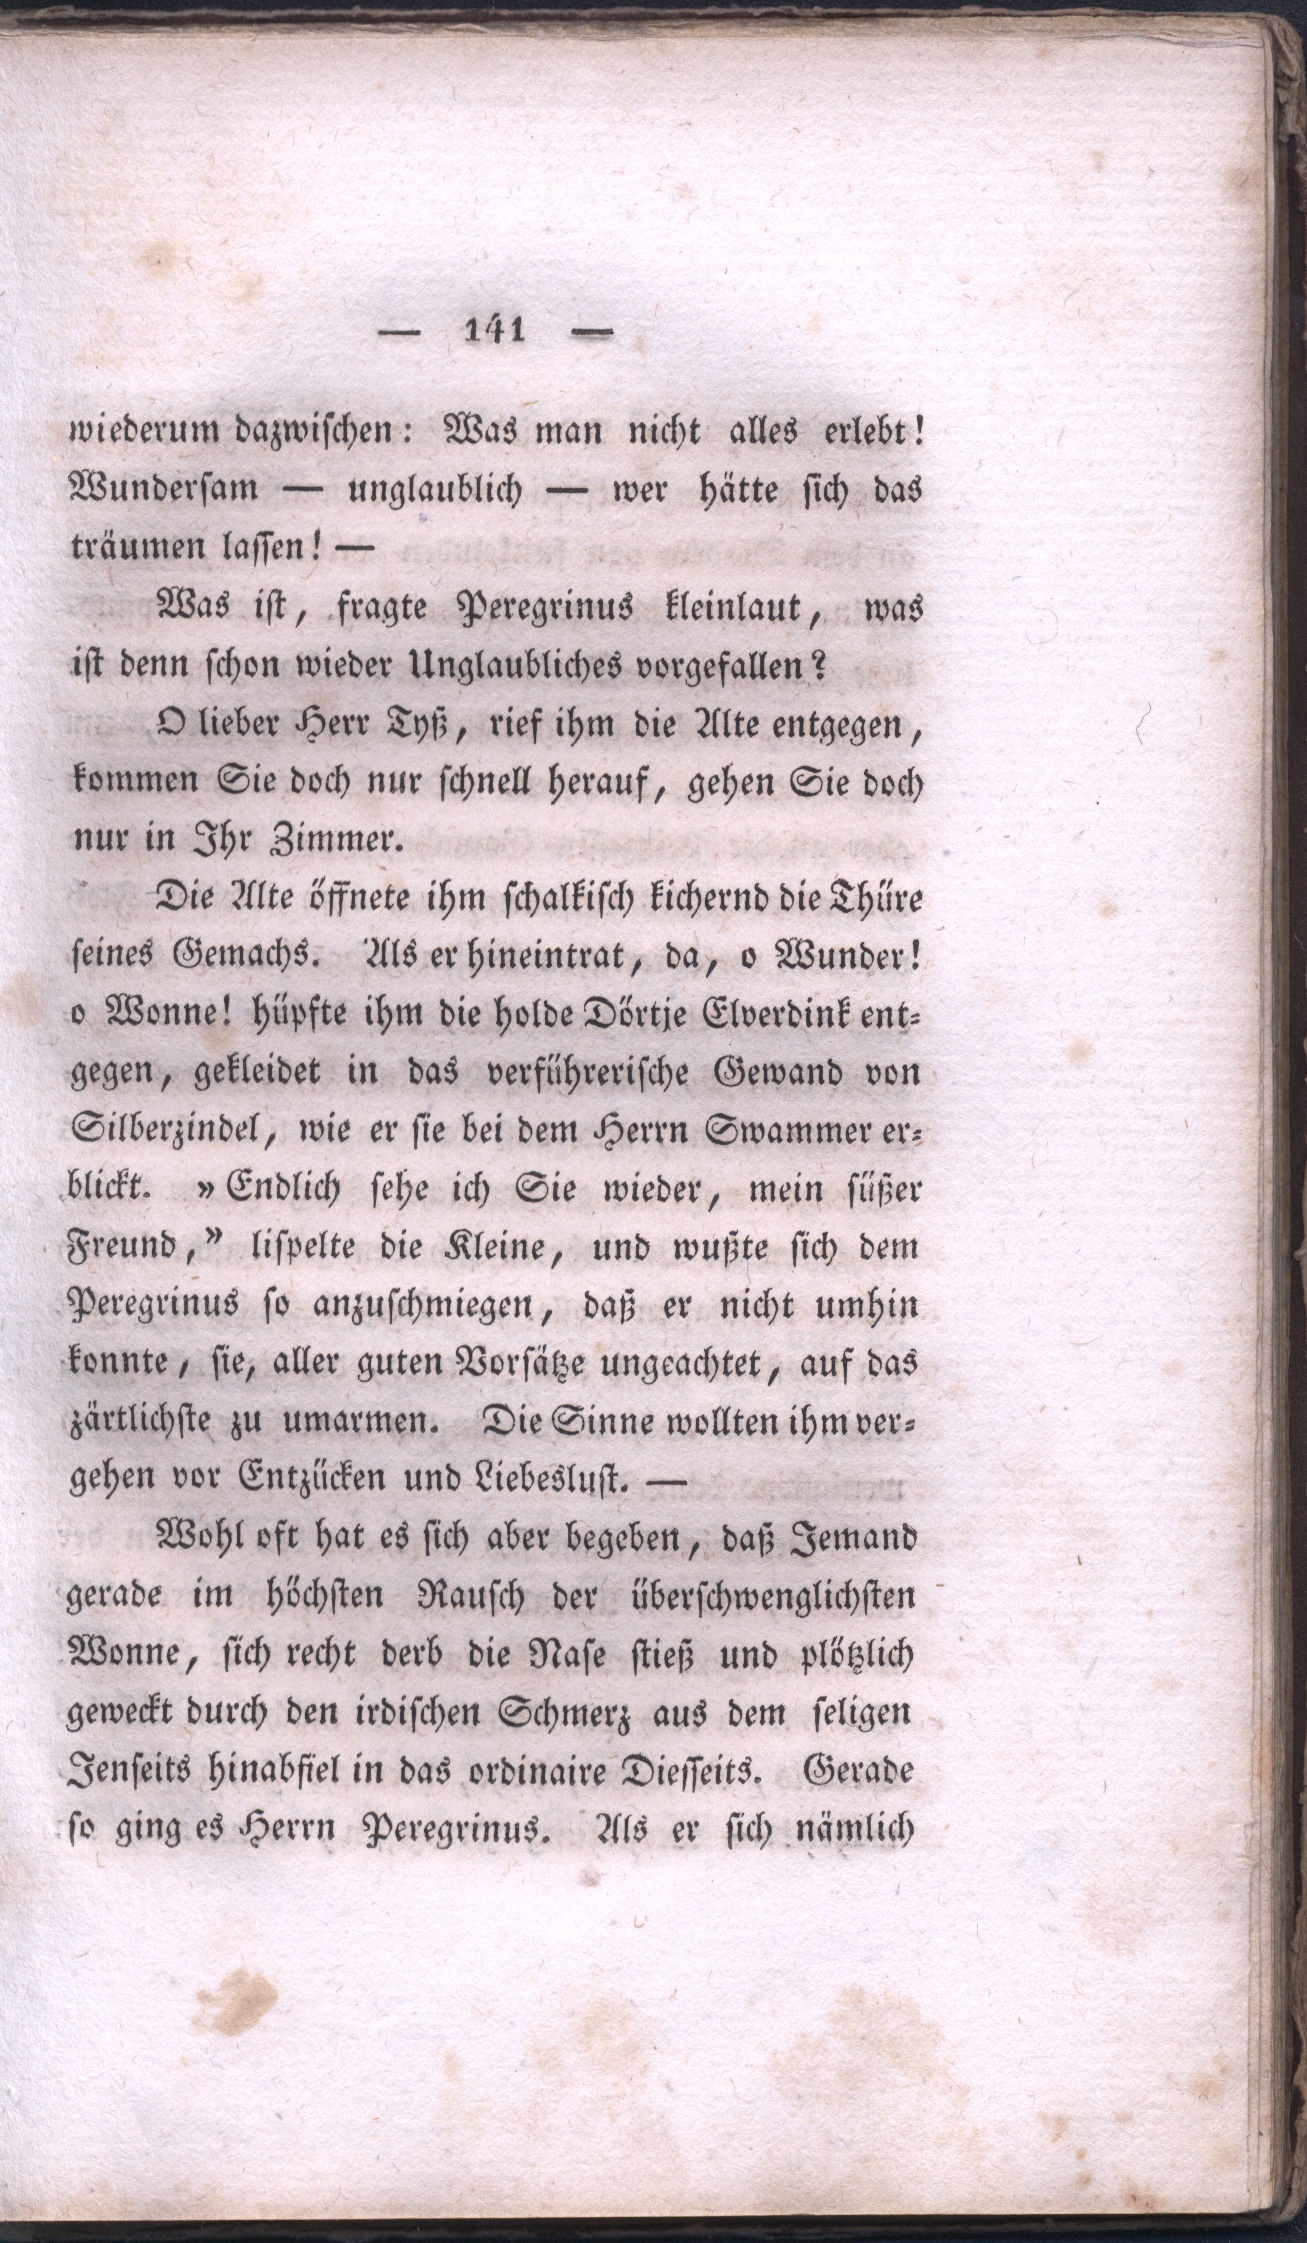 — 141 —
wiederum dazwiſchen: Was man nicht alles erlebt!
Wunderſam — unglaublich — wer hätte ſich das
träumen laſſen! —
Was iſt, fragte Peregrinus kleinlaut, was
iſt denn ſchon wieder Unglaubliches vorgefallen?
O lieber Herr Tyß, rief ihm die Alte entgegen,
kommen Sie doch nur ſchnell herauf, gehen Sie doch
nur in Ihr Zimmer.
Die Alte öffnete ihm ſchalkiſch kichernd die Thüre
ſeines Gemachs. Als er hineintrat, da, o Wunder!
o Wonne! hüpfte ihm die holde Dörtje Elverdink ent⸗
gegen, gekleidet in das verführeriſche Gewand von
Silberzindel, wie er ſie bei dem Herrn Swammer er⸗
blickt. »Endlich ſehe ich Sie wieder, mein ſüßer
Freund,» liſpelte die Kleine, und wußte ſich dem
Peregrinus ſo anzuſchmiegen, daß er nicht umhin
konnte, ſie, aller guten Vorſätze ungeachtet, auf das
zärtlichſte zu umarmen. Die Sinne wollten ihm ver⸗
gehen vor Entzücken und Liebesluſt. —
Wohl oft hat es ſich aber begeben, daß Jemand
gerade im höchſten Rauſch der überſchwenglichſten
Wonne, ſich recht derb die Naſe ſtieß und plötzlich
geweckt durch den irdiſchen Schmerz aus dem ſeligen
Jenſeits hinabfiel in das ordinaire Dieſſeits. Gerade
ſo ging es Herrn Peregrinus. Als er ſich nämlich